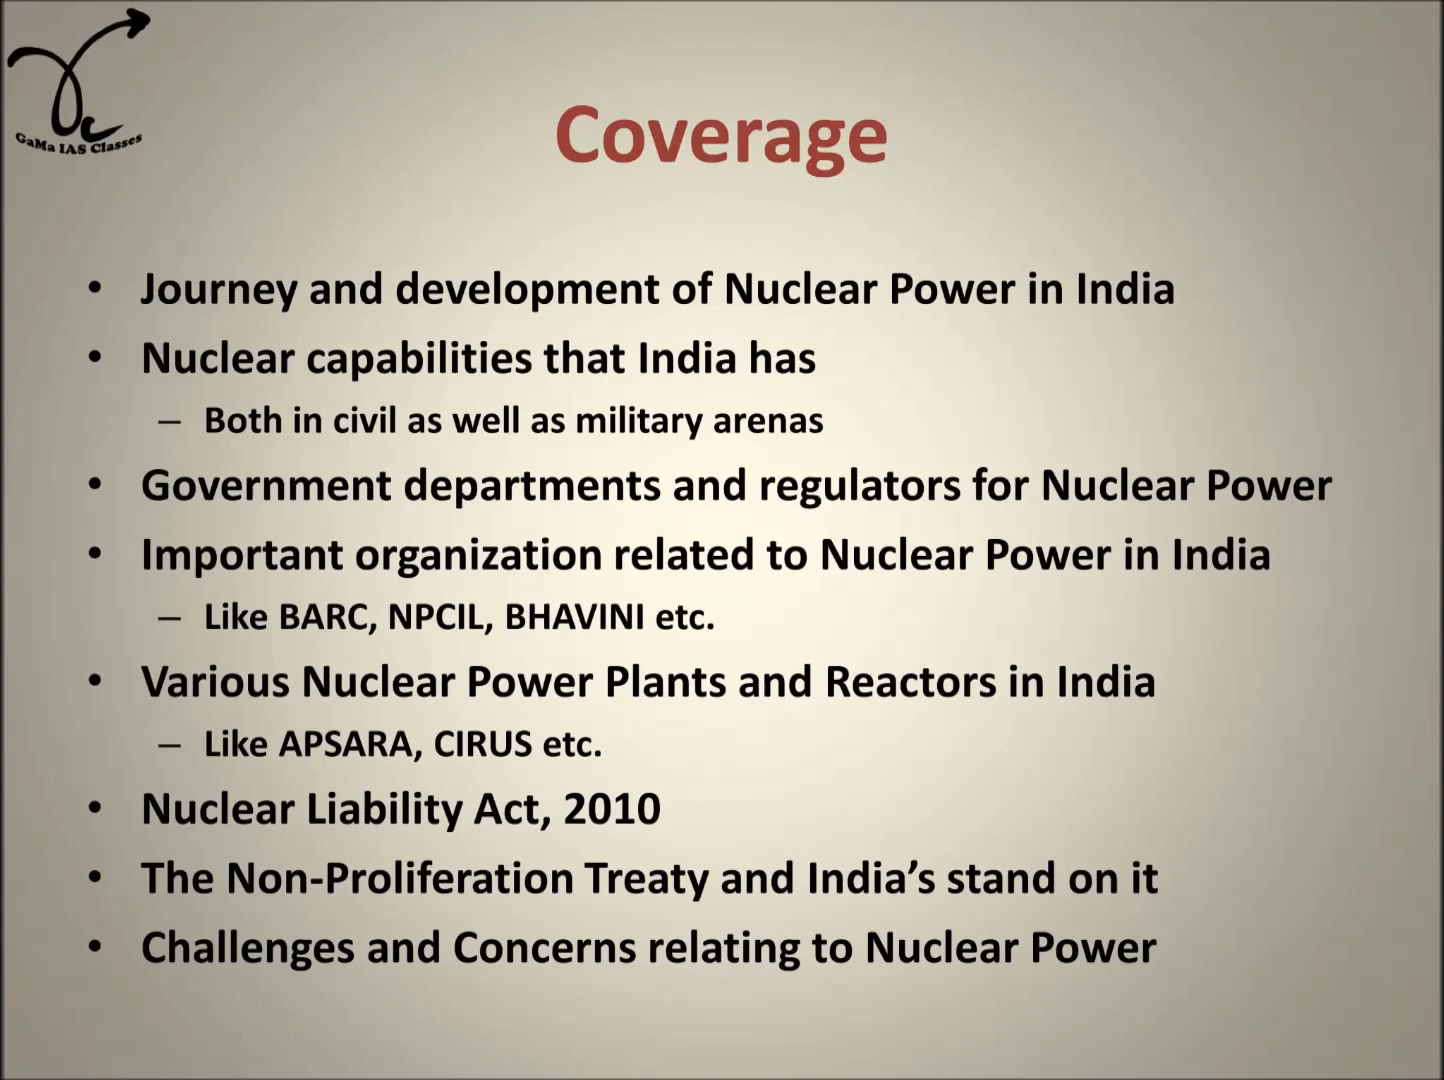 GaMa IAS Classes
Coverage
• Journey and development of Nuclear Power in India
• Nuclear capabilities that India has
– Both in civil as well as military arenas
• Government departments and regulators for Nuclear Power
• Important organization related to Nuclear Power in India
– Like BARC, NPCIL, BHAVINI etc.
• Various Nuclear Power Plants and Reactors in India
– Like APSARA, CIRUS etc.
• Nuclear Liability Act, 2010
• The Non-Proliferation Treaty and India’s stand on it
• Challenges and Concerns relating to Nuclear Power